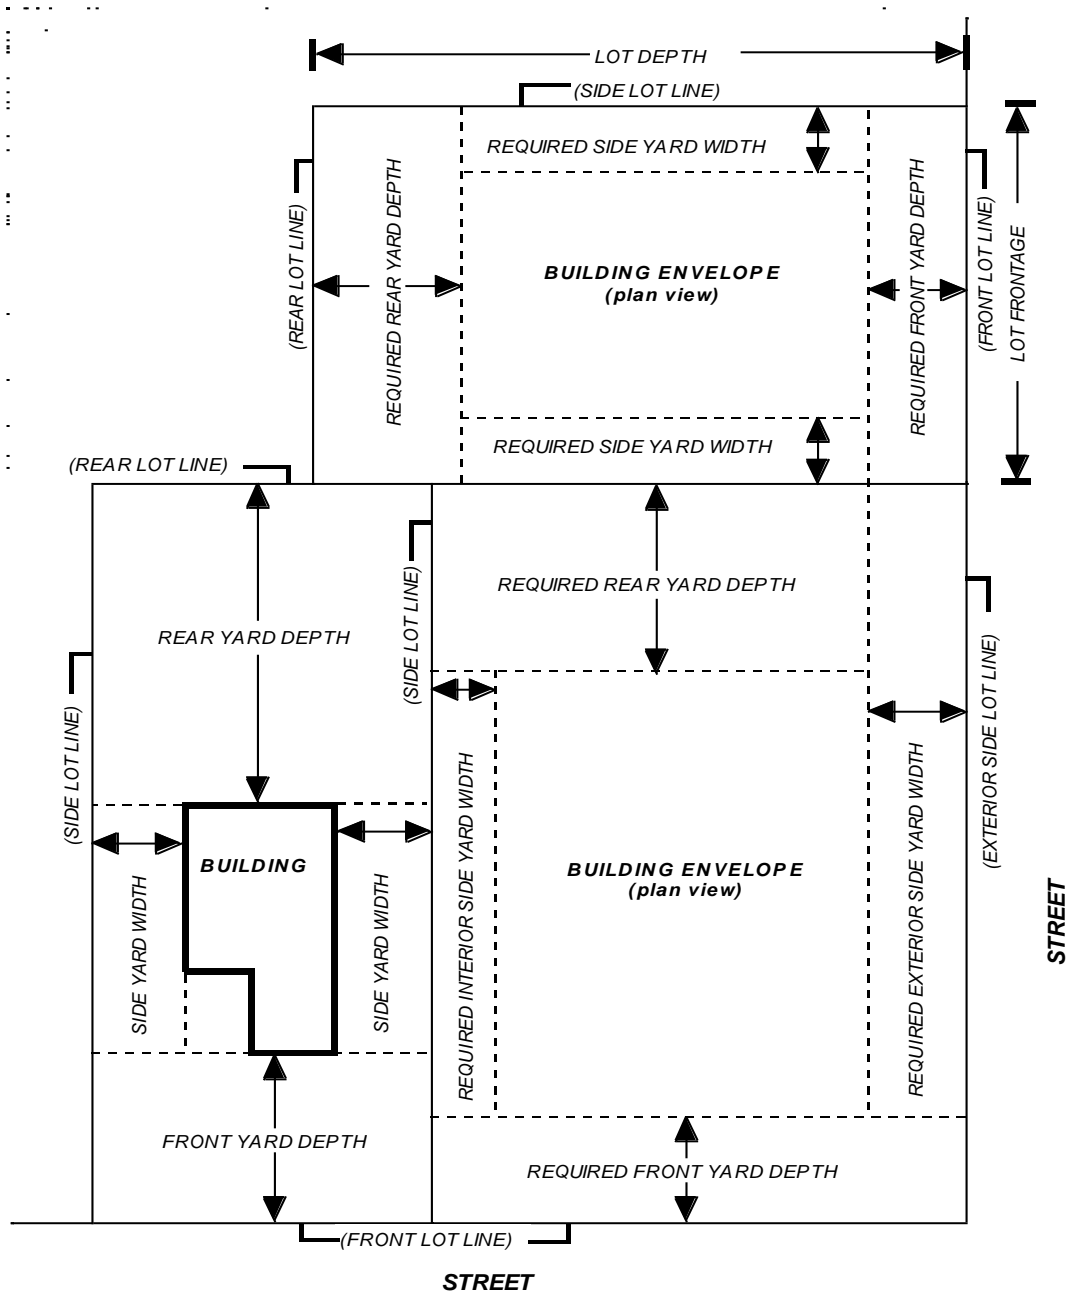 LOT DEPTH
(SIDE LOT LINE)
REQUIRED SIDE YARD WIDTH
(REAR LOT LINE)
REQUIRED REAR YARD DEPTH
BUILDING ENVELOPE
(plan view)
REQUIRED FRONT YARD DEPTH
(FRONT LOT LINE)
LOT FRONTAGE
REQUIRED SIDE YARD WIDTH
(REAR LOT LINE)
(SIDE LOT LINE)
REQUIRED REAR YARD DEPTH
REAR YARD DEPTH
(SIDE LOT LINE)
(EXTERIOR SIDE LOT LINE)
BUILDING
SIDE YARD WIDTH
SIDE YARD WIDTH
REQUIRED INTERIOR SIDE YARD WIDTH
BUILDING ENVELOPE
(plan view)
REQUIRED EXTERIOR SIDE YARD WIDTH
STREET
FRONT YARD DEPTH
REQUIRED FRONT YARD DEPTH
(FRONT LOT LINE)
STREET